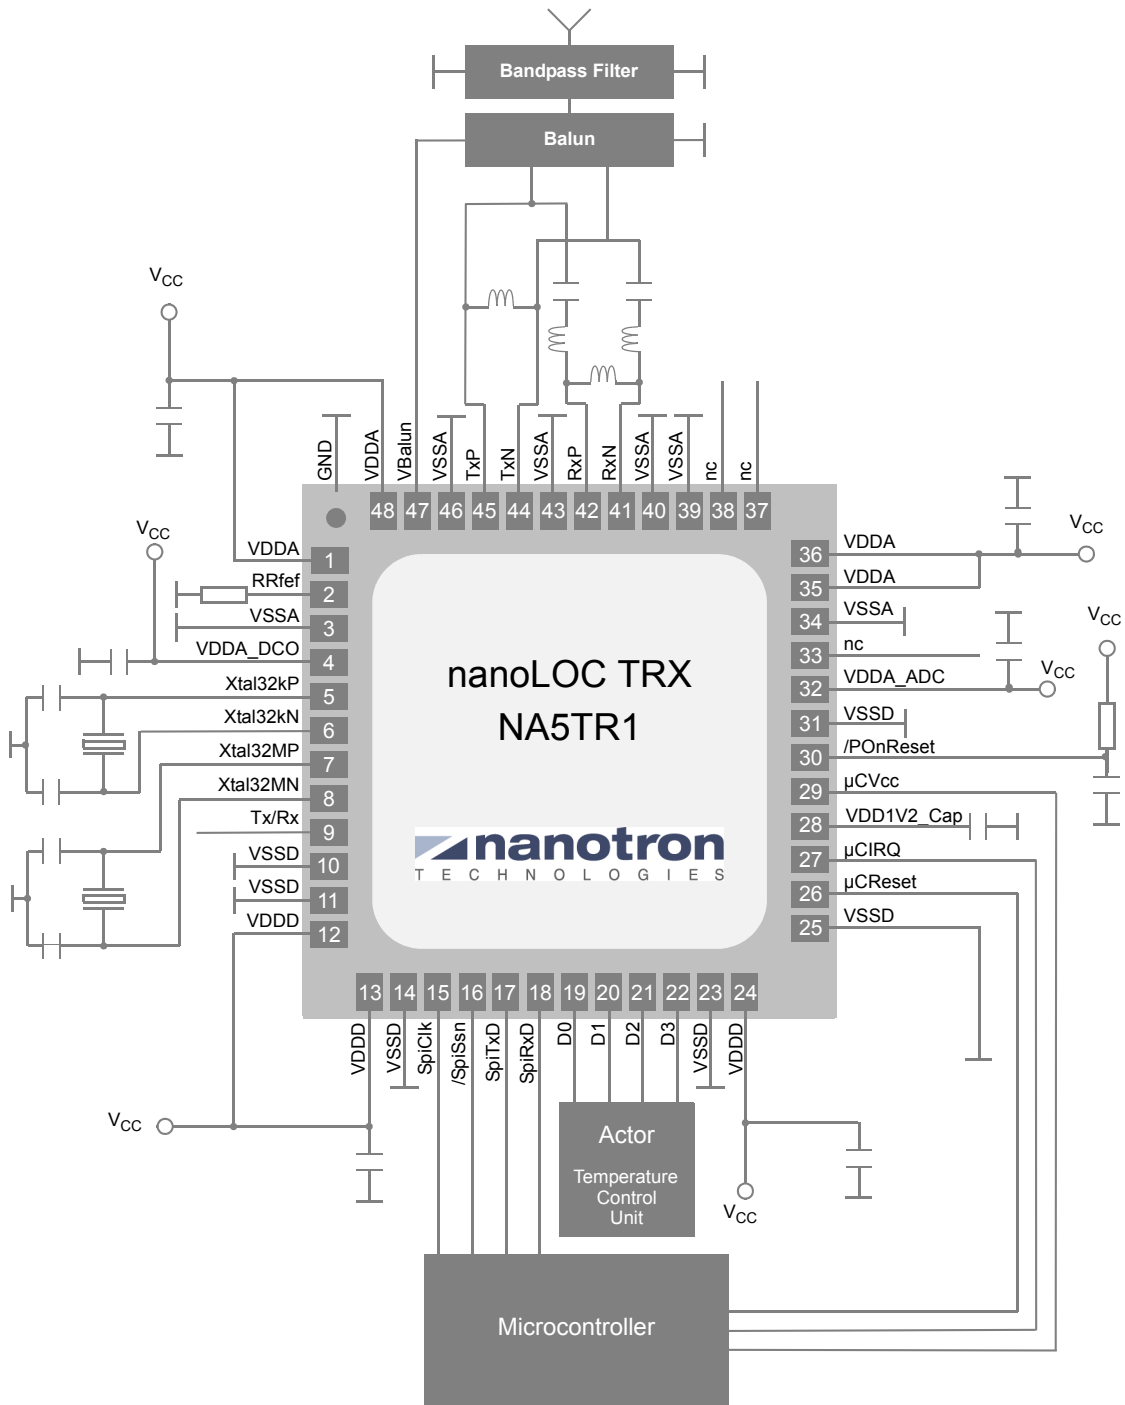 Bandpass Filter
Balun
VCC
GND
VDDA
VBalun
VSSA
TxP
TxN
VSSA
RxP
RxN
VSSA
VSSA
nc
nc
48
47
46
45
44
43
42
41
40
39
38
37
VCC
VDDA
1
RRfef
2
VSSA
3
VDDA_DCO
4
Xtal32kP
5
Xtal32kN
6
Xtal32MP
7
Xtal32MN
8
Tx/Rx
9
VSSD
10
VSSD
11
VDDD
12
nanoLOC TRX
NA5TR1
nanotron
TECHNOLOGIES
36
VDDA
VCC
35
VDDA
34
VSSA
VCC
33
nc
32
VDDA_ADC
VCC
31
VSSD
30
/POnReset
29
µCVcc
28
VDD1V2_Cap
27
µCIRQ
26
µCReset
25
VSSD
13
14
15
16
17
18
19
20
21
22
23
24
VDDD
VSSD
SpiClk
/SpiSsn
SpiTxD
SpiRxD
D0
D1
D2
D3
VSSD
VDDD
VCC
Actor
Temperature
Control
Unit
VCC
Microcontroller